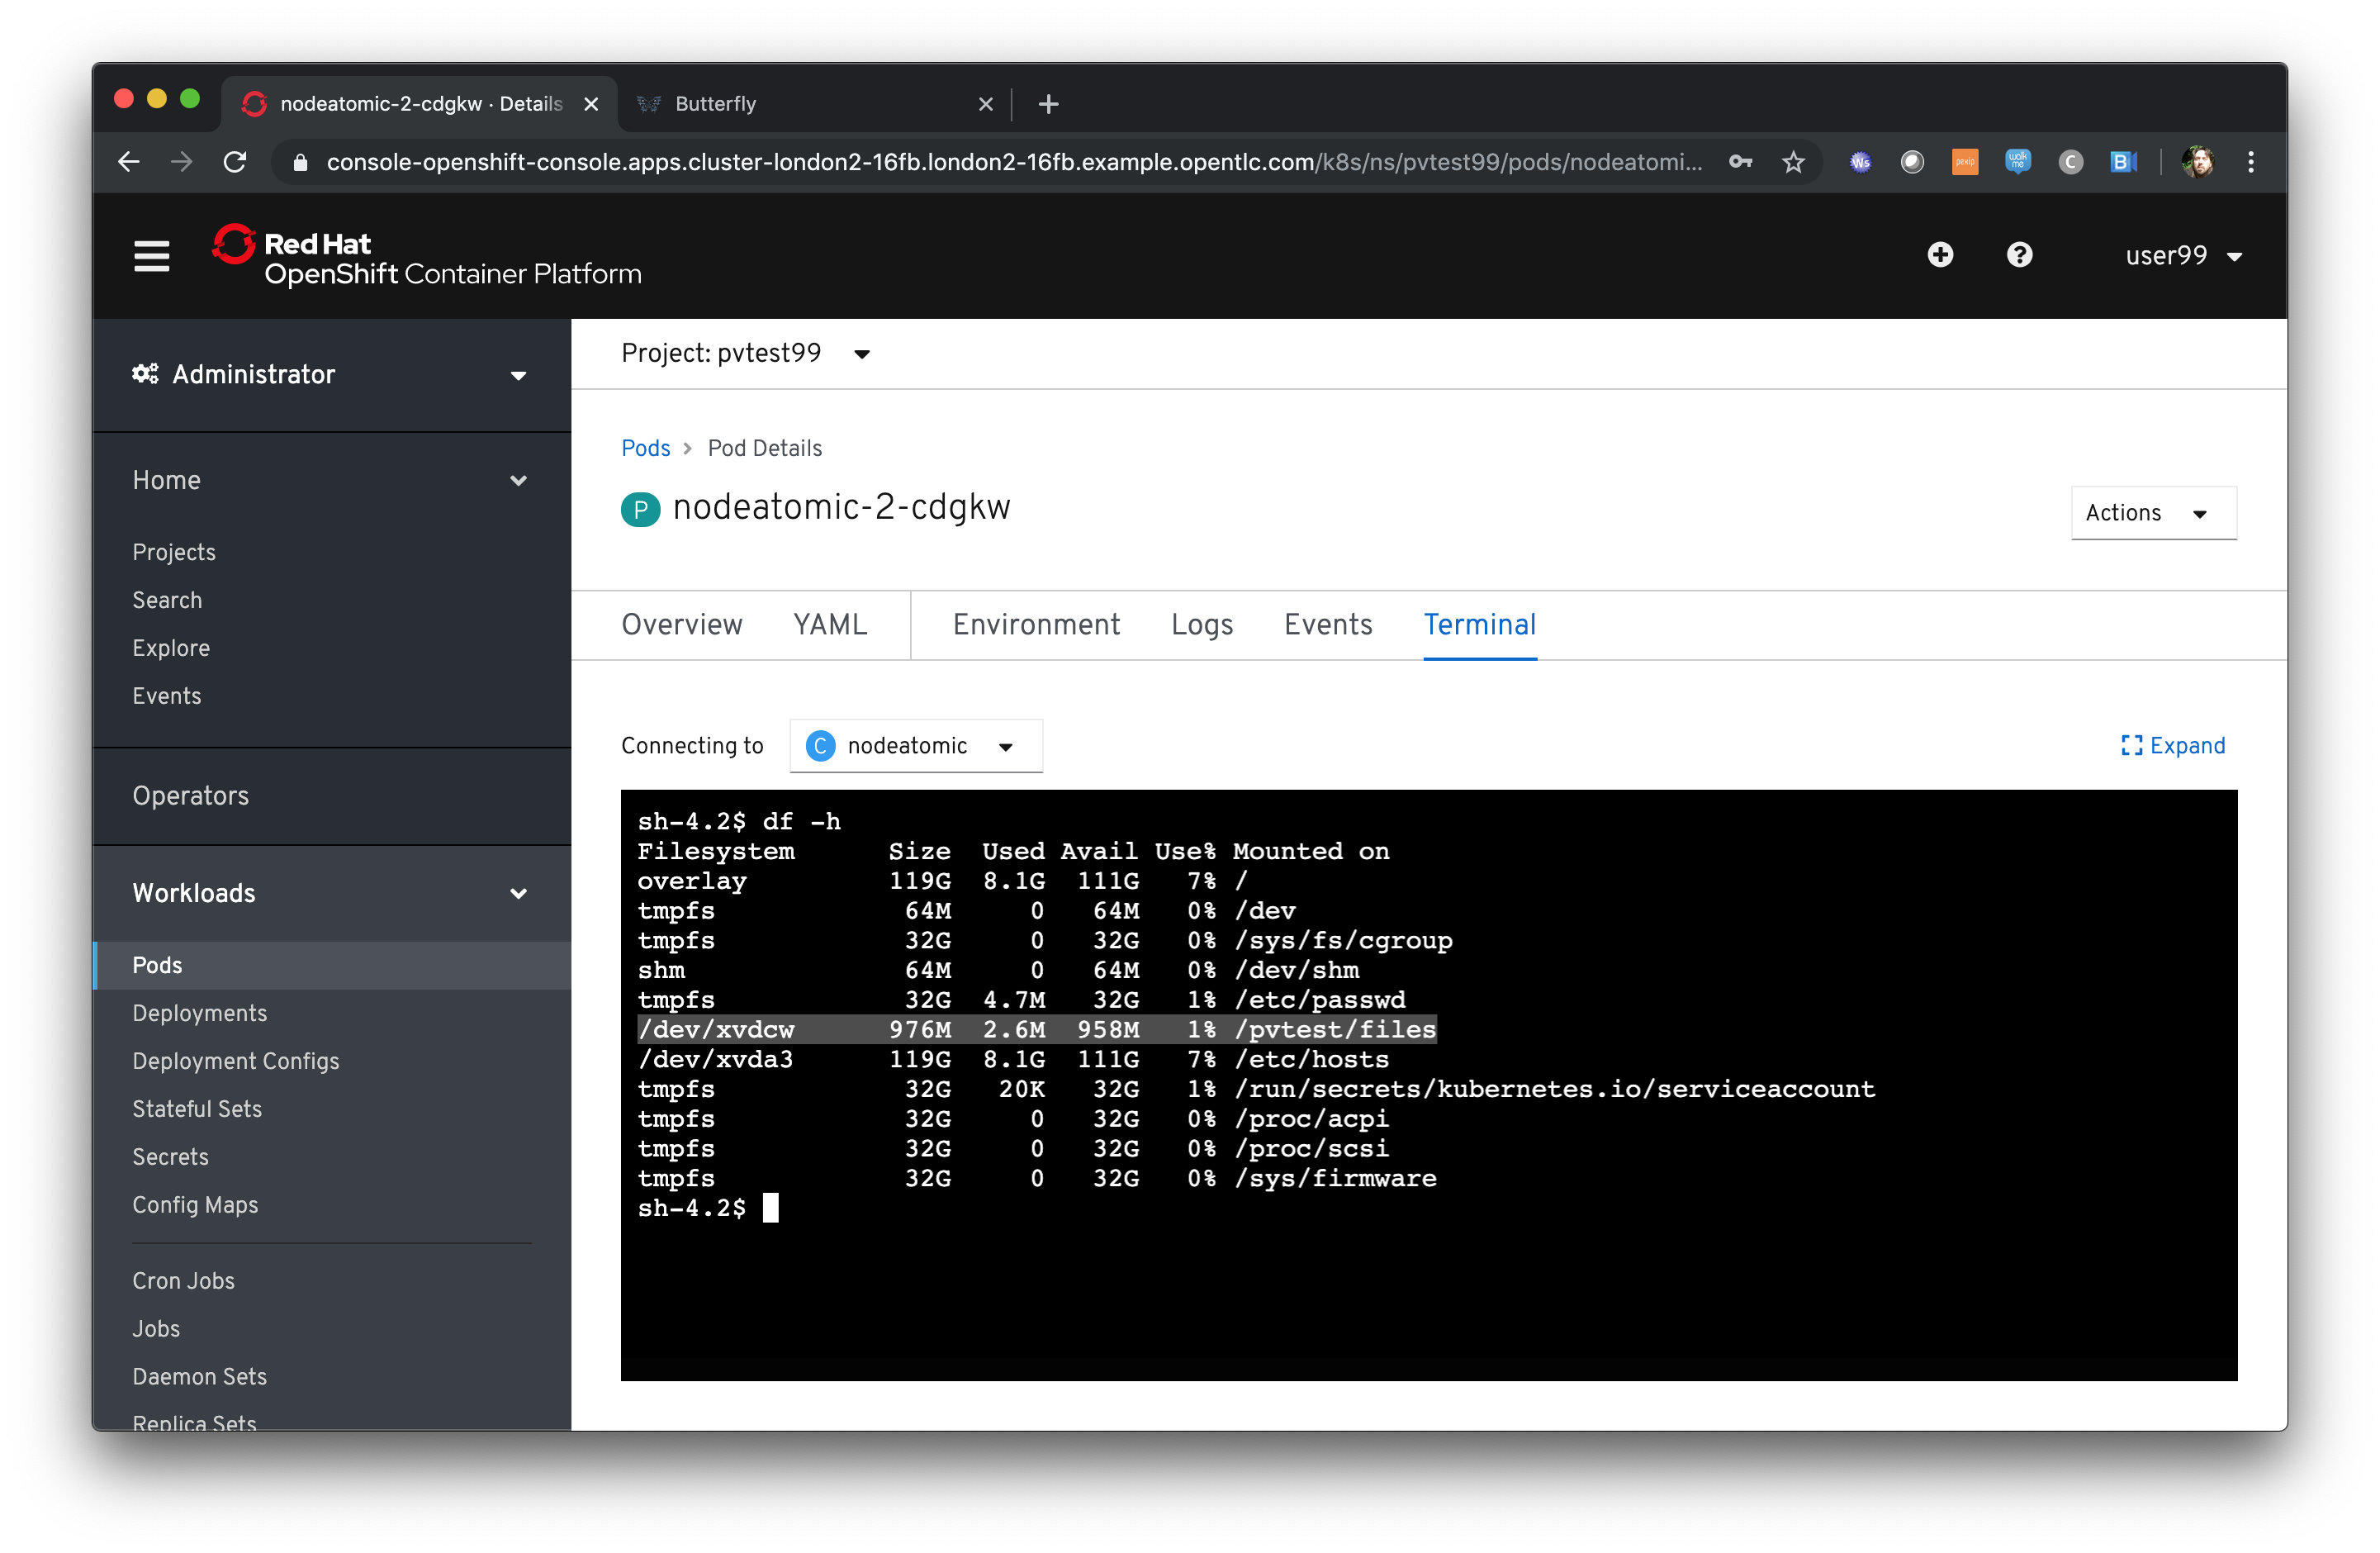 nodeatomic-2-cdgkw · Details
Butterfly
console-openshift-console.apps.cluster-london2-16fb.london2-16fb.example.opentlc.com/k8s/ns/pvtest99/pods/nodeatomi...
Ws
pexip
walk me
C
B
Red Hat
OpenShift Container Platform
user99
Administrator
Home
Projects
Search
Explore
Events
Operators
Workloads
Pods
Deployments
Deployment Configs
Stateful Sets
Secrets
Config Maps
Cron Jobs
Jobs
Daemon Sets
Replica Sets
Project: pvtest99
Pods > Pod Details
P nodeatomic-2-cdgkw
Actions
Overview YAML Environment Logs Events Terminal
Connecting to C nodeatomic
Expand
sh-4.2$ df -h
Filesystem Size Used Avail Use% Mounted on
overlay 119G 8.1G 111G 7% /
tmpfs 64M 0 64M 0% /dev
tmpfs 32G 0 32G 0% /sys/fs/cgroup
shm 64M 0 64M 0% /dev/shm
tmpfs 32G 4.7M 32G 1% /etc/passwd
/dev/xvdcw 976M 2.6M 958M 1% /pvtest/files
/dev/xvda3 119G 8.1G 111G 7% /etc/hosts
tmpfs 32G 20K 32G 1% /run/secrets/kubernetes.io/serviceaccount
tmpfs 32G 0 32G 0% /proc/acpi
tmpfs 32G 0 32G 0% /proc/scsi
tmpfs 32G 0 32G 0% /sys/firmware
sh-4.2$